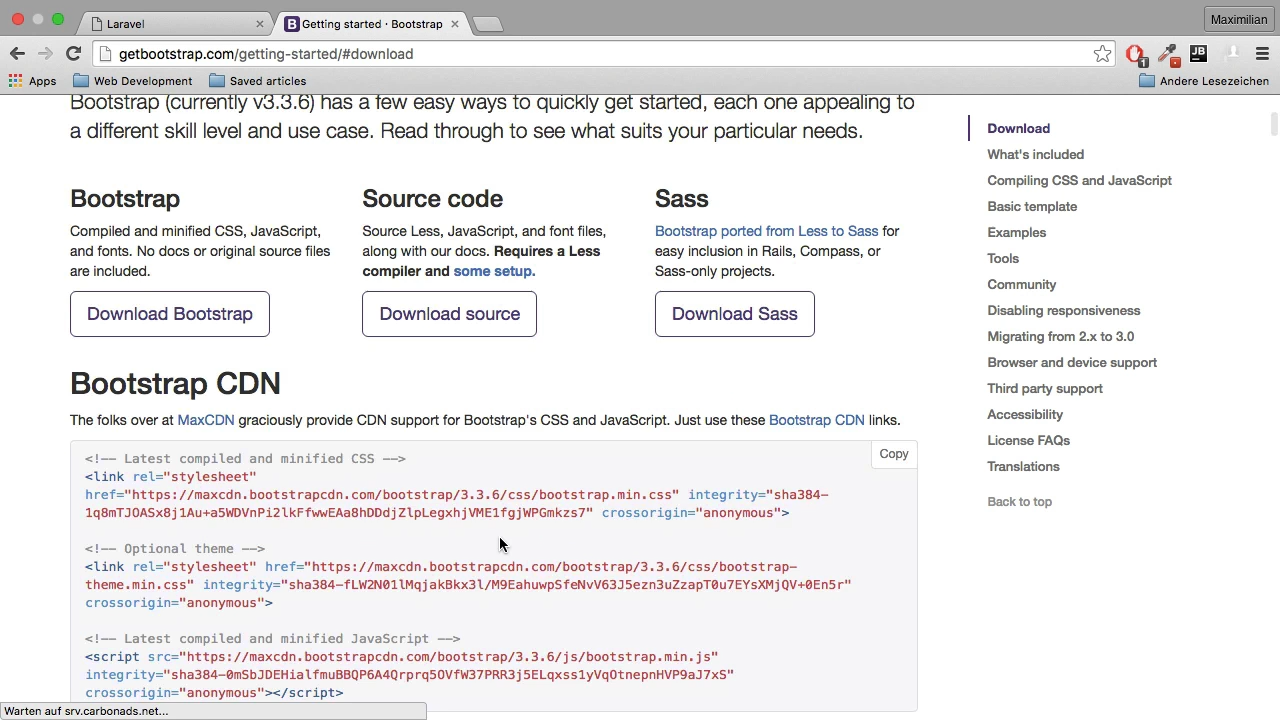 Laravel
Getting started · Bootstrap
Maximilian
getbootstrap.com/getting-started/#download
Apps
Web Development
Saved articles
Andere Lesezeichen
Bootstrap (currently v3.3.6) has a few easy ways to quickly get started, each one appealing to
a different skill level and use case. Read through to see what suits your particular needs.
Bootstrap
Compiled and minified CSS, JavaScript,
and fonts. No docs or original source files
are included.
Download Bootstrap
Source code
Source Less, JavaScript, and font files,
along with our docs. Requires a Less
compiler and some setup.
Download source
Sass
Bootstrap ported from Less to Sass for
easy inclusion in Rails, Compass, or
Sass-only projects.
Download Sass
Bootstrap CDN
The folks over at MaxCDN graciously provide CDN support for Bootstrap's CSS and JavaScript. Just use these Bootstrap CDN links.
Copy
<!-- Latest compiled and minified CSS -->
<link rel="stylesheet"
href="https://maxcdn.bootstrapcdn.com/bootstrap/3.3.6/css/bootstrap.min.css" integrity="sha384-
1q8mTJOASx8j1Au+a5WDVnPi2lkFfwwEAa8hDDdjZlpLegxhjVME1fgjWPGmkzs7" crossorigin="anonymous">
<!-- Optional theme -->
<link rel="stylesheet" href="https://maxcdn.bootstrapcdn.com/bootstrap/3.3.6/css/bootstrap-
theme.min.css" integrity="sha384-fLW2N01lMqjakBkx3l/M9EahuwpSfeNvV63J5ezn3uZzapT0u7EYsXMjQV+0En5r"
crossorigin="anonymous">
<!-- Latest compiled and minified JavaScript -->
<script src="https://maxcdn.bootstrapcdn.com/bootstrap/3.3.6/js/bootstrap.min.js"
integrity="sha384-0mSbJDEHialfmuBBQP6A4Qrprq5OVfW37PRR3j5ELqxss1yVqOtnepnHVP9aJ7xS"
crossorigin="anonymous"></script>
Download
What's included
Compiling CSS and JavaScript
Basic template
Examples
Tools
Community
Disabling responsiveness
Migrating from 2.x to 3.0
Browser and device support
Third party support
Accessibility
License FAQs
Translations
Back to top
Warten auf srv.carbonads.net...
B
1
JB